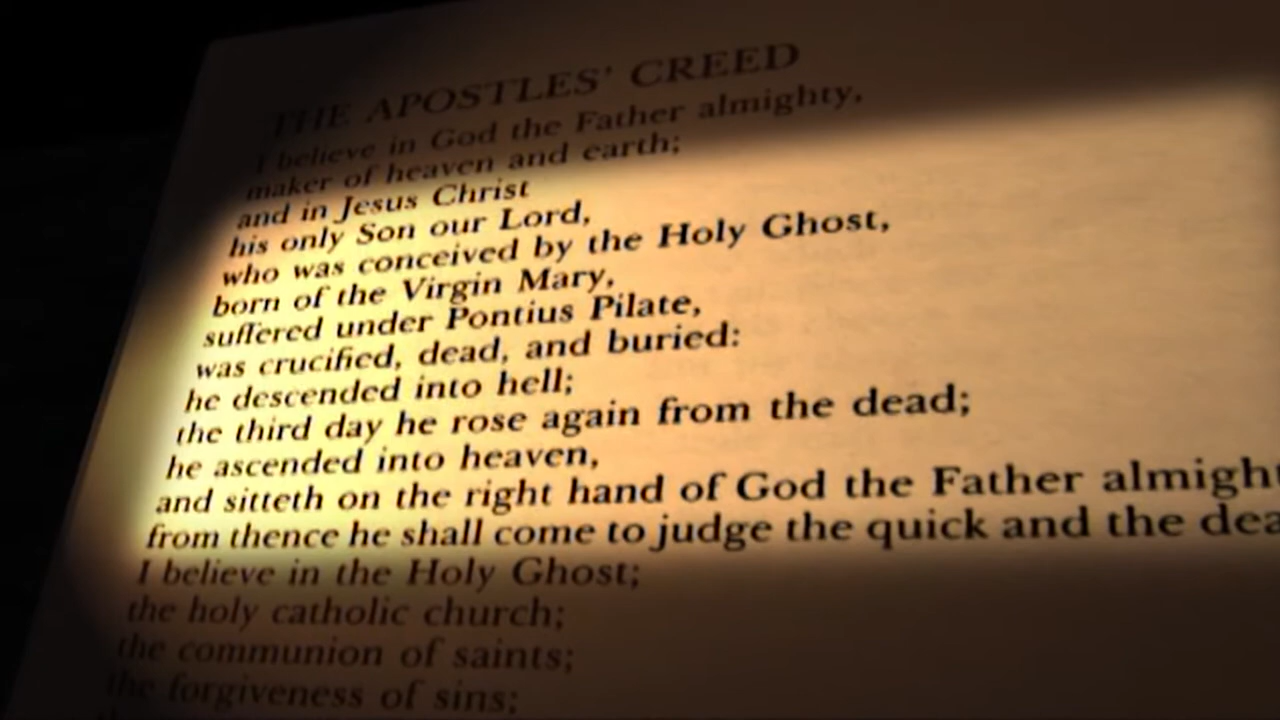 THE APOSTLES' CREED
I believe in God the Father almighty,
maker of heaven and earth;
and in Jesus Christ
his only Son our Lord,
who was conceived by the Holy Ghost,
born of the Virgin Mary,
suffered under Pontius Pilate,
was crucified, dead, and buried:
he descended into hell;
the third day he rose again from the dead;
he ascended into heaven,
and sitteth on the right hand of God the Father almight
from thence he shall come to judge the quick and the dea
I believe in the Holy Ghost;
the holy catholic church;
the communion of saints;
the forgiveness of sins;